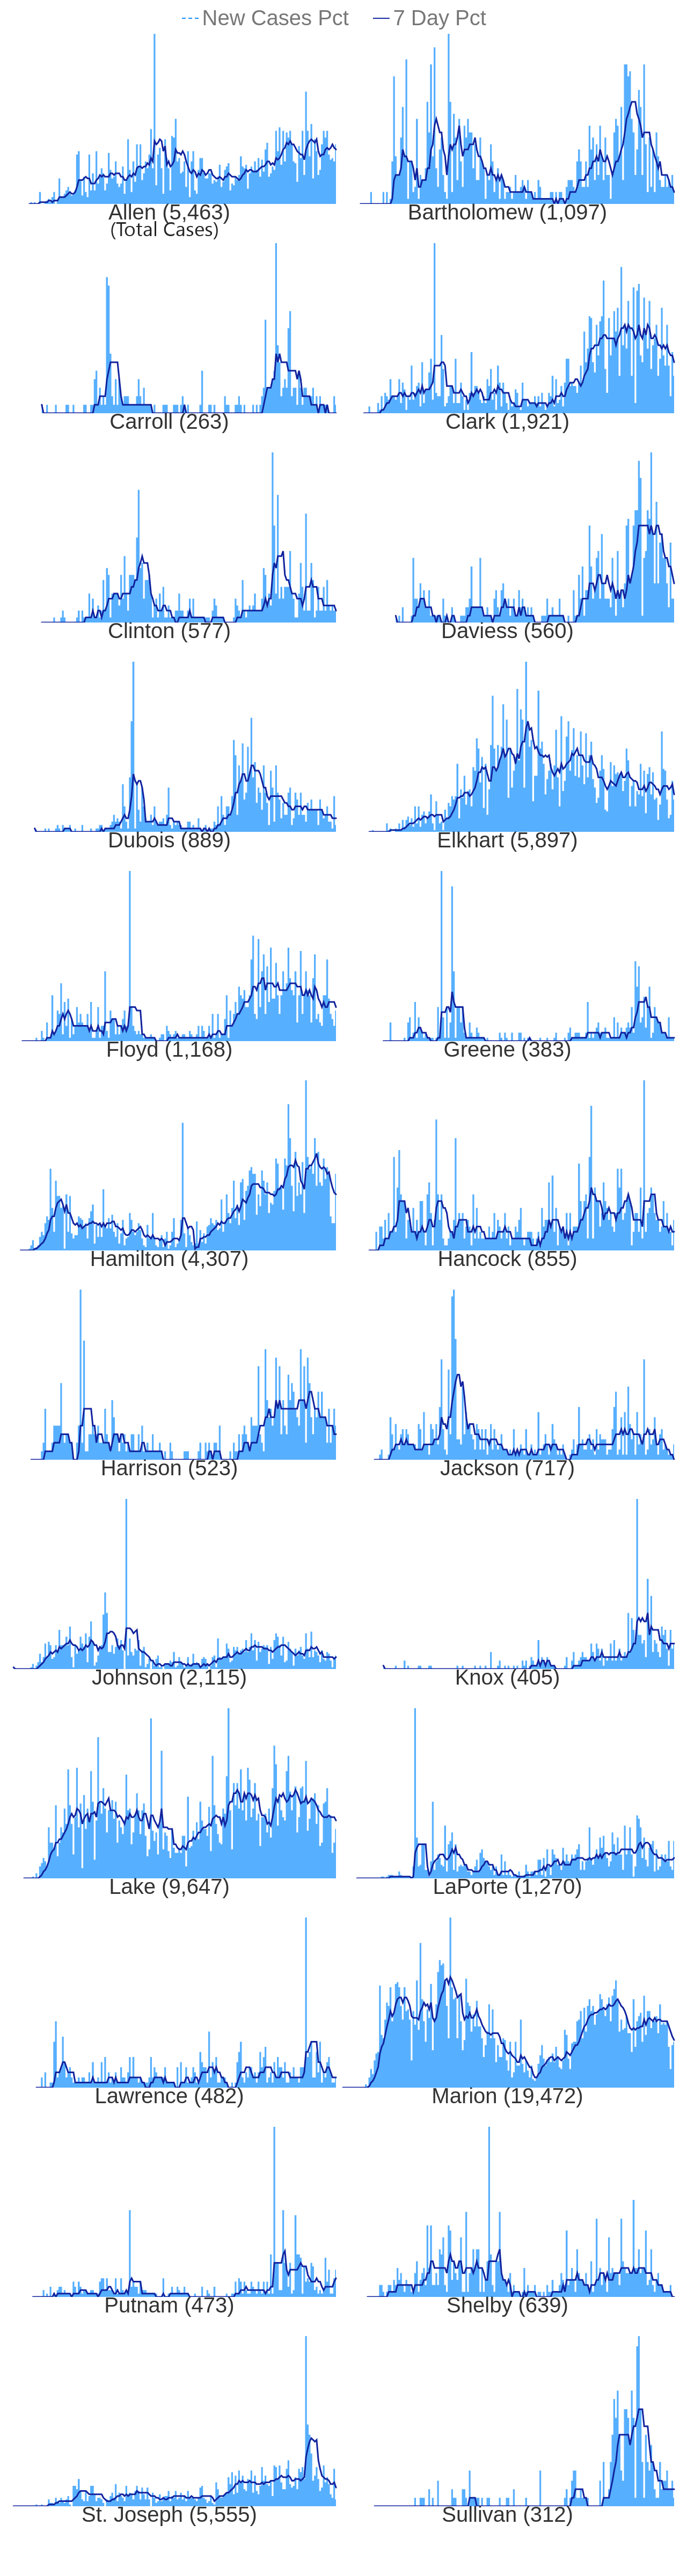 New Cases Pct 7 Day Pct
Allen (5,463) Bartholomew (1,097)
(Total Cases)
Carroll (263) Clark (1,921)
Clinton (577) Daviess (560)
Dubois (889) Elkhart (5,897)
Floyd (1,168) Greene (383)
Hamilton (4,307) Hancock (855)
Harrison (523) Jackson (717)
Johnson (2,115) Knox (405)
Lake (9,647) LaPorte (1,270)
Lawrence (482) Marion (19,472)
Putnam (473) Shelby (639)
St. Joseph (5,555) Sullivan (312)